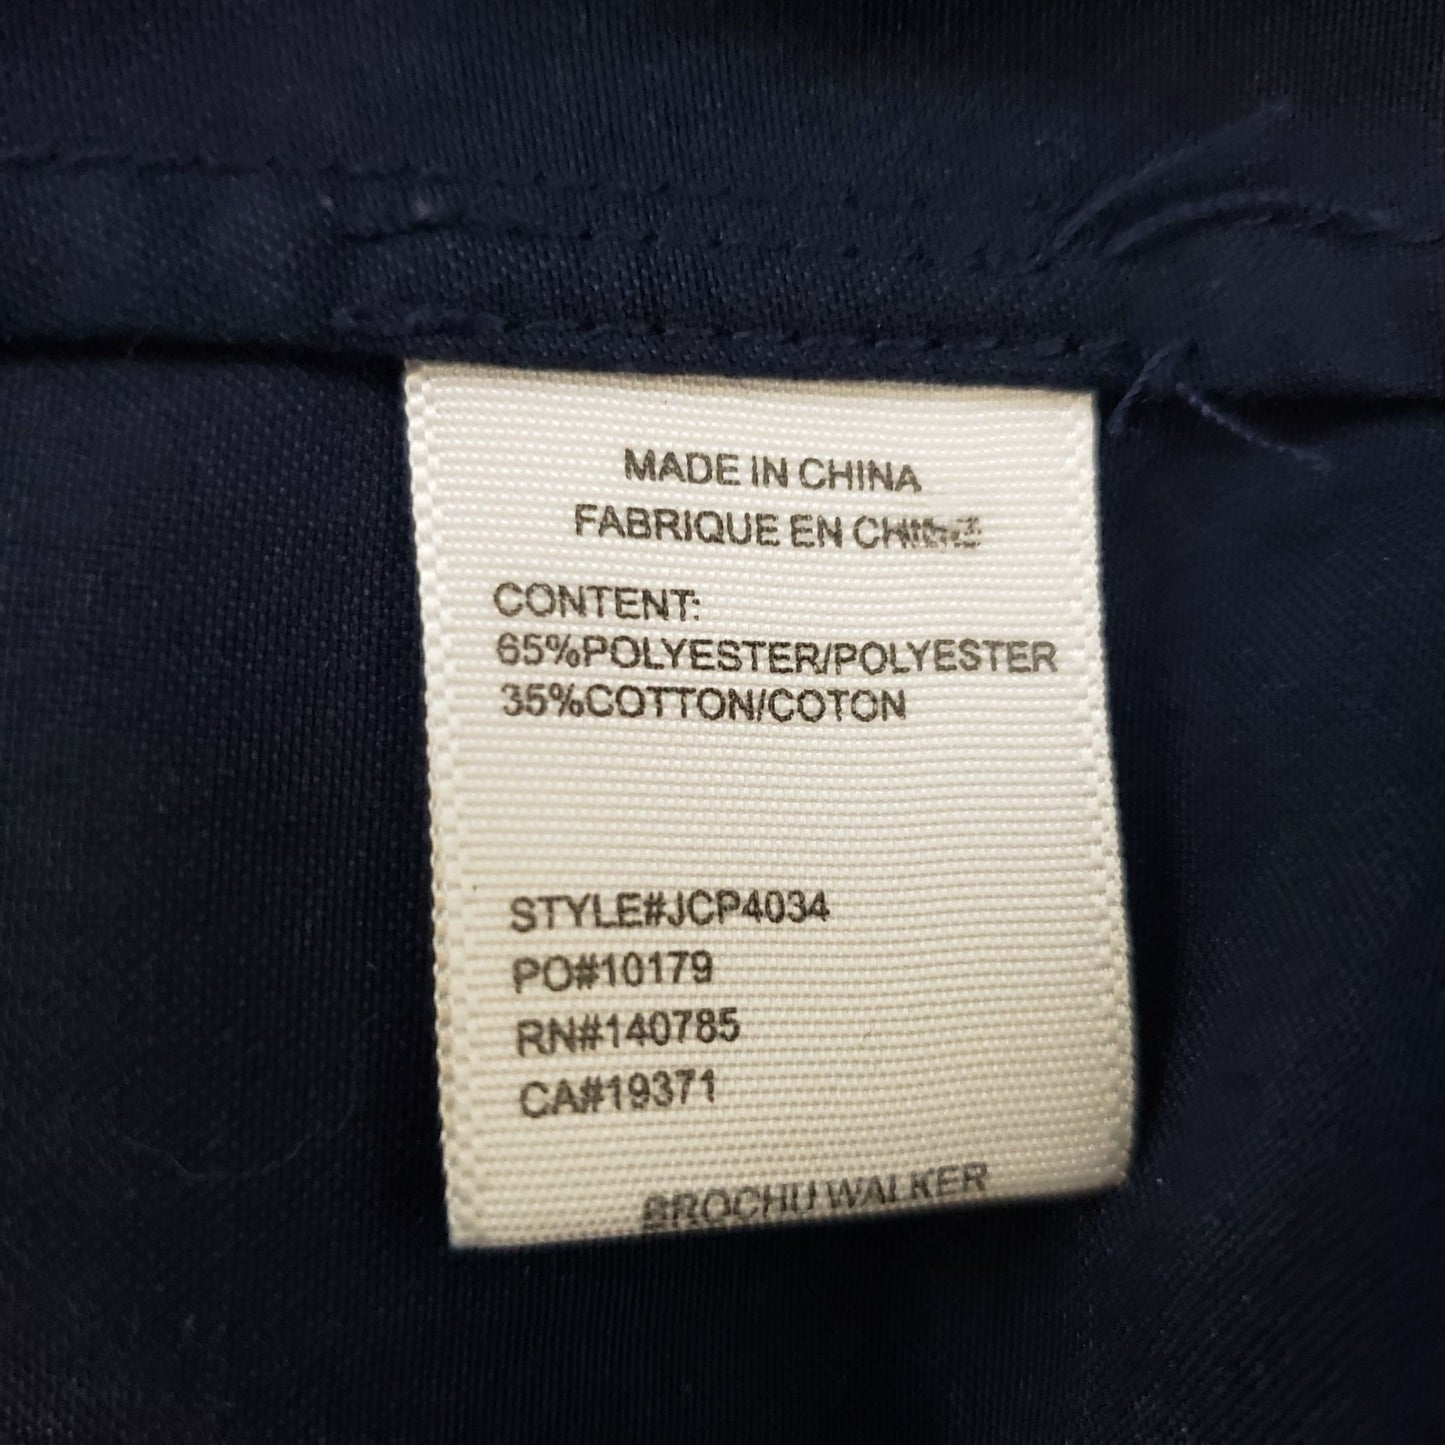 MADE IN CHINA
FABRIQUE EN CHINE
CONTENT:
65%POLYESTER/POLYESTER
35%COTTON/COTON
STYLE#JCP4034
PO#10179
RN#140785
CA#19371
BROCHU WALKER